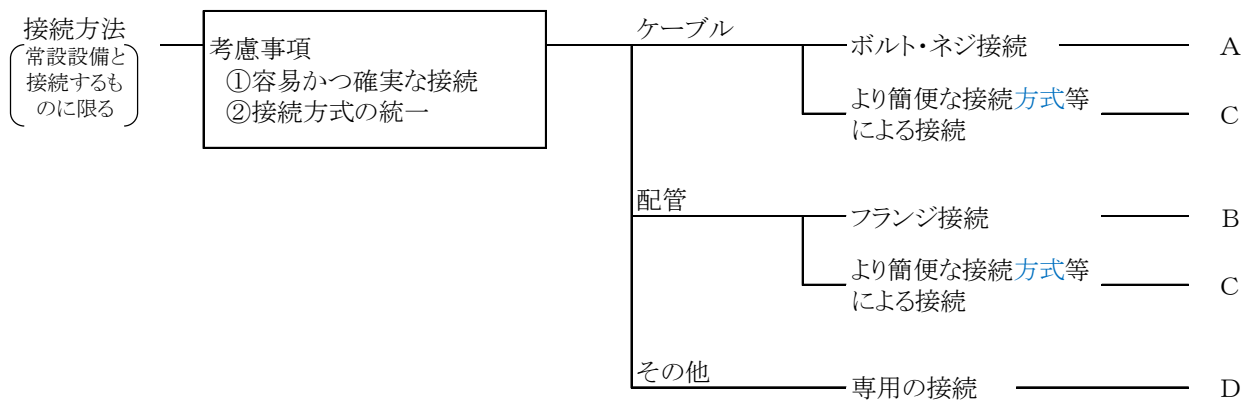 接続方法
常設設備と
接続するも
のに限る
考慮事項
①容易かつ確実な接続
②接続方式の統一
ケーブル
ボルト・ネジ接続
A
より簡便な接続方式等
による接続
C
配管
フランジ接続
B
より簡便な接続方式等
による接続
C
その他
専用の接続
D